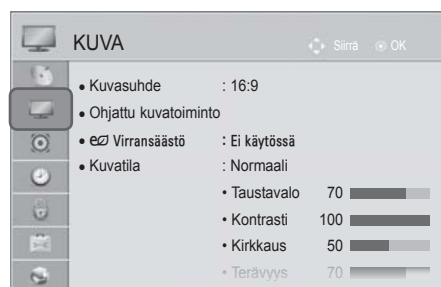 KUVA
Siirrä OK
• Kuvasuhde : 16:9
• Ohjattu kuvatoiminto
• Virransäästö : Ei käytössä
• Kuvatila : Normaali
• Taustavalo 70
• Kontrasti 100
• Kirkkaus 50
• Terävyys 70